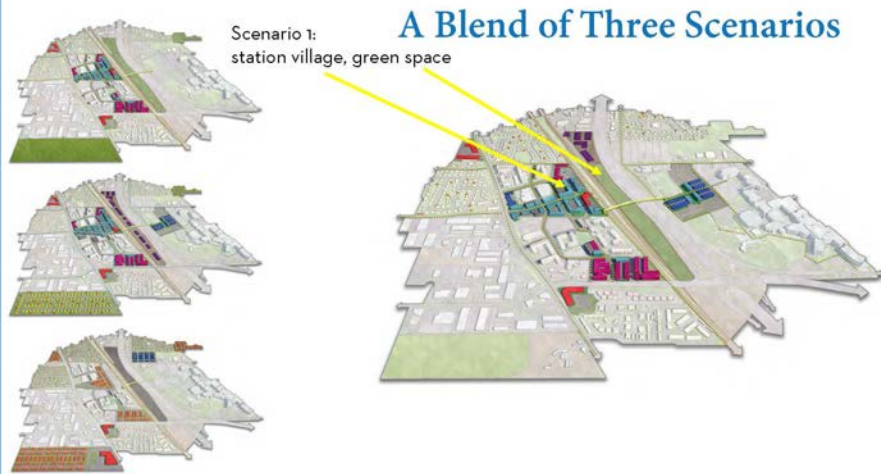 A Blend of Three Scenarios
Scenario 1:
station village, green space